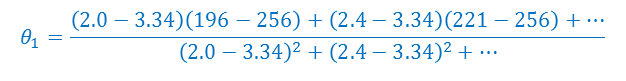 θ₁ = \frac{(2.0 − 3.34)(196 − 256) + (2.4 − 3.34)(221 − 256) + ⋯}{(2.0 − 3.34)² + (2.4 − 3.34)² + ⋯}